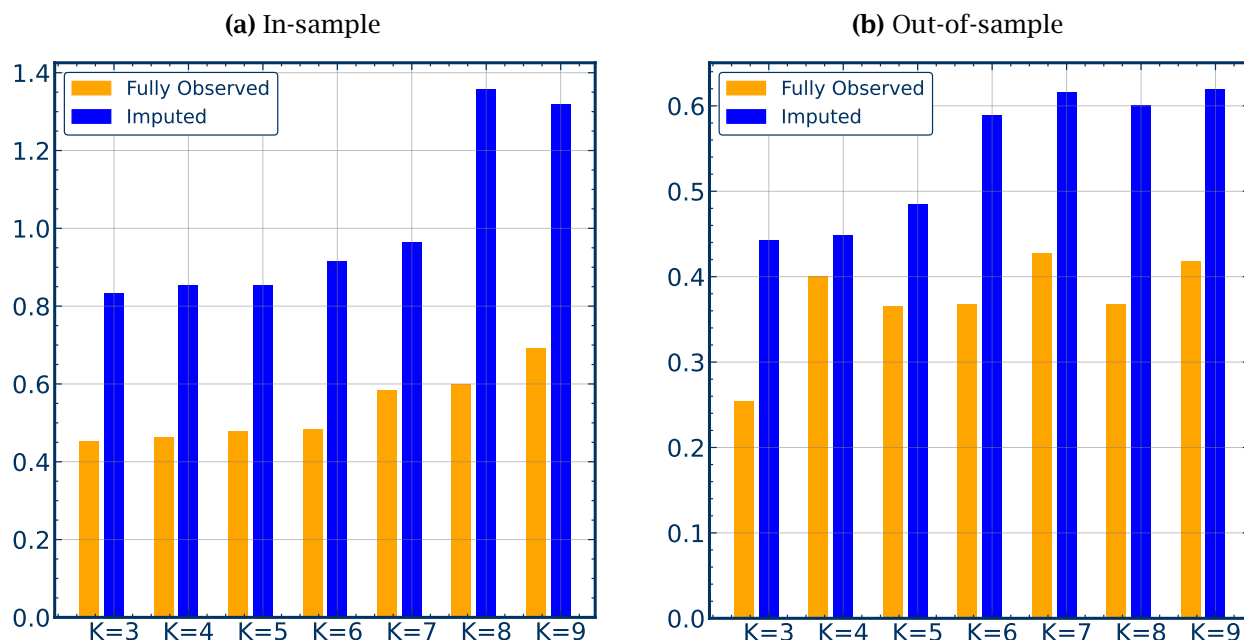 (a) In-sample
Fully Observed
Imputed
1.4
1.2
1.0
0.8
0.6
0.4
0.2
0.0
K=3 K=4 K=5 K=6 K=7 K=8 K=9
(b) Out-of-sample
Fully Observed
Imputed
0.6
0.5
0.4
0.3
0.2
0.1
0.0
K=3 K=4 K=5 K=6 K=7 K=8 K=9